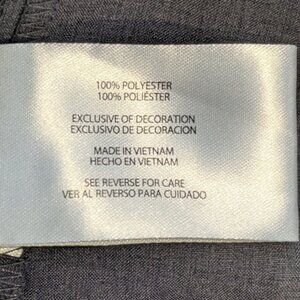 100% POLYESTER
100% POLIÉSTER
EXCLUSIVE OF DECORATION
EXCLUSIVO DE DECORACION
MADE IN VIETNAM
HECHO EN VIETNAM
SEE REVERSE FOR CARE
VER AL REVERSO PARA CUIDADO